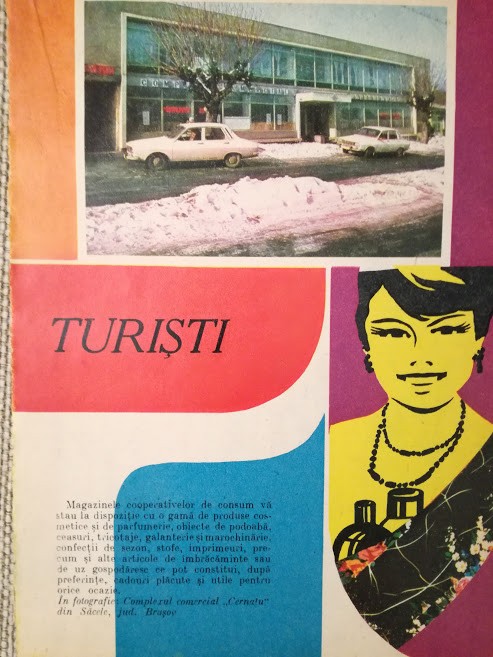 TURIȘTI
Magazinele cooperativelor de consum vă
stau la dispoziție cu o gamă de produse cos-
metice și de parfumerie, obiecte de podoabă,
ceasuri, tricotaje, galanterie și marochinărie,
confecții de sezon, stofe, imprimeuri, pre-
cum și alte articole de îmbrăcăminte sau
de uz gospodăresc ce pot constitui, după
preferințe, cadouri plăcute și utile pentru
orice ocazie.
În fotografie: Complexul comercial „Cernatu"
din Săcele, jud. Brașov